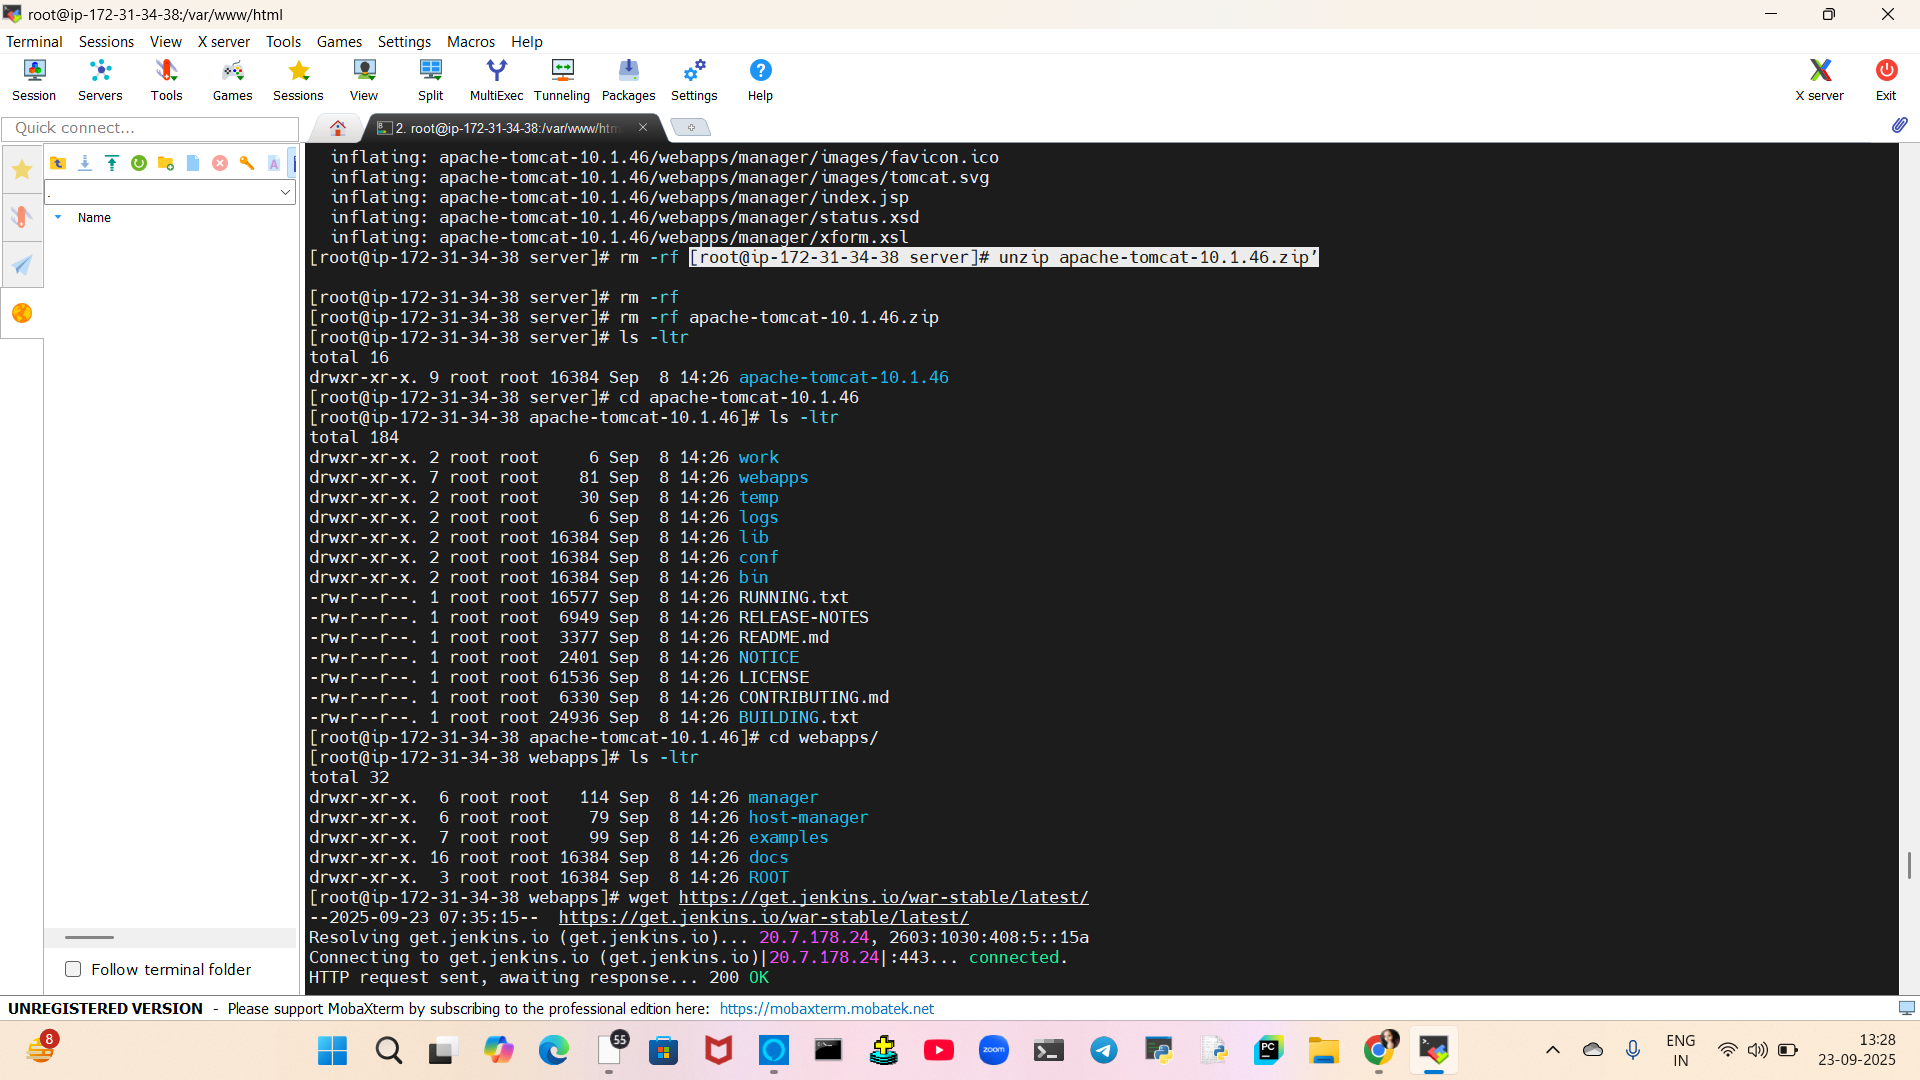 root@ip-172-31-34-38:/var/www/html
Terminal Sessions View X server Tools Games Settings Macros Help
Session Servers Tools Games Sessions View Split MultiExec Tunneling Packages Settings Help X server Exit
Quick connect...
2. root@ip-172-31-34-38:/var/www/htm
.
Name
inflating: apache-tomcat-10.1.46/webapps/manager/images/favicon.ico
inflating: apache-tomcat-10.1.46/webapps/manager/images/tomcat.svg
inflating: apache-tomcat-10.1.46/webapps/manager/index.jsp
inflating: apache-tomcat-10.1.46/webapps/manager/status.xsd
inflating: apache-tomcat-10.1.46/webapps/manager/xform.xsl
[root@ip-172-31-34-38 server]# rm -rf [root@ip-172-31-34-38 server]# unzip apache-tomcat-10.1.46.zip’
[root@ip-172-31-34-38 server]# rm -rf
[root@ip-172-31-34-38 server]# rm -rf apache-tomcat-10.1.46.zip
[root@ip-172-31-34-38 server]# ls -ltr
total 16
drwxr-xr-x. 9 root root 16384 Sep  8 14:26 apache-tomcat-10.1.46
[root@ip-172-31-34-38 server]# cd apache-tomcat-10.1.46
[root@ip-172-31-34-38 apache-tomcat-10.1.46]# ls -ltr
total 184
drwxr-xr-x. 2 root root     6 Sep  8 14:26 work
drwxr-xr-x. 7 root root    81 Sep  8 14:26 webapps
drwxr-xr-x. 2 root root    30 Sep  8 14:26 temp
drwxr-xr-x. 2 root root     6 Sep  8 14:26 logs
drwxr-xr-x. 2 root root 16384 Sep  8 14:26 lib
drwxr-xr-x. 2 root root 16384 Sep  8 14:26 conf
drwxr-xr-x. 2 root root 16384 Sep  8 14:26 bin
-rw-r--r--. 1 root root 16577 Sep  8 14:26 RUNNING.txt
-rw-r--r--. 1 root root  6949 Sep  8 14:26 RELEASE-NOTES
-rw-r--r--. 1 root root  3377 Sep  8 14:26 README.md
-rw-r--r--. 1 root root  2401 Sep  8 14:26 NOTICE
-rw-r--r--. 1 root root 61536 Sep  8 14:26 LICENSE
-rw-r--r--. 1 root root  6330 Sep  8 14:26 CONTRIBUTING.md
-rw-r--r--. 1 root root 24936 Sep  8 14:26 BUILDING.txt
[root@ip-172-31-34-38 apache-tomcat-10.1.46]# cd webapps/
[root@ip-172-31-34-38 webapps]# ls -ltr
total 32
drwxr-xr-x.  6 root root   114 Sep  8 14:26 manager
drwxr-xr-x.  6 root root    79 Sep  8 14:26 host-manager
drwxr-xr-x.  7 root root    99 Sep  8 14:26 examples
drwxr-xr-x. 16 root root 16384 Sep  8 14:26 docs
drwxr-xr-x.  3 root root 16384 Sep  8 14:26 ROOT
[root@ip-172-31-34-38 webapps]# wget https://get.jenkins.io/war-stable/latest/
--2025-09-23 07:35:15--  https://get.jenkins.io/war-stable/latest/
Resolving get.jenkins.io (get.jenkins.io)... 20.7.178.24, 2603:1030:408:5::15a
Connecting to get.jenkins.io (get.jenkins.io)|20.7.178.24|:443... connected.
HTTP request sent, awaiting response... 200 OK
Follow terminal folder
UNREGISTERED VERSION - Please support MobaXterm by subscribing to the professional edition here: https://mobaxterm.mobatek.net
8
55
zoom
PC
ENG
IN
13:28
23-09-2025